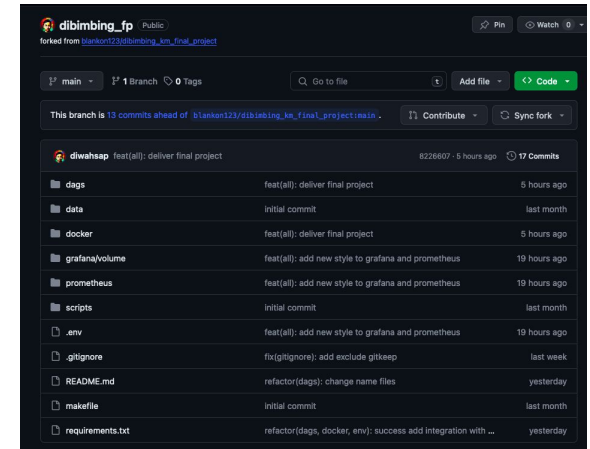 dibimbing_fp Public Pin Watch 0
forked from blankon123/dibimbing_km_final_project
main 1 Branch 0 Tags Go to file t Add file Code
This branch is 13 commits ahead of blankon123/dibimbing_km_final_project:main . Contribute Sync fork
diwahsap feat(all): deliver final project 8226607 · 5 hours ago 17 Commits
dags feat(all): deliver final project 5 hours ago
data initial commit last month
docker feat(all): deliver final project 5 hours ago
grafana/volume feat(all): add new style to grafana and prometheus 19 hours ago
prometheus feat(all): add new style to grafana and prometheus 19 hours ago
scripts initial commit last month
.env feat(all): add new style to grafana and prometheus 19 hours ago
.gitignore fix(gitignore): add exclude gitkeep last week
README.md refactor(dags): change name files yesterday
makefile initial commit last month
requirements.txt refactor(dags, docker, env): success add integration with ... yesterday